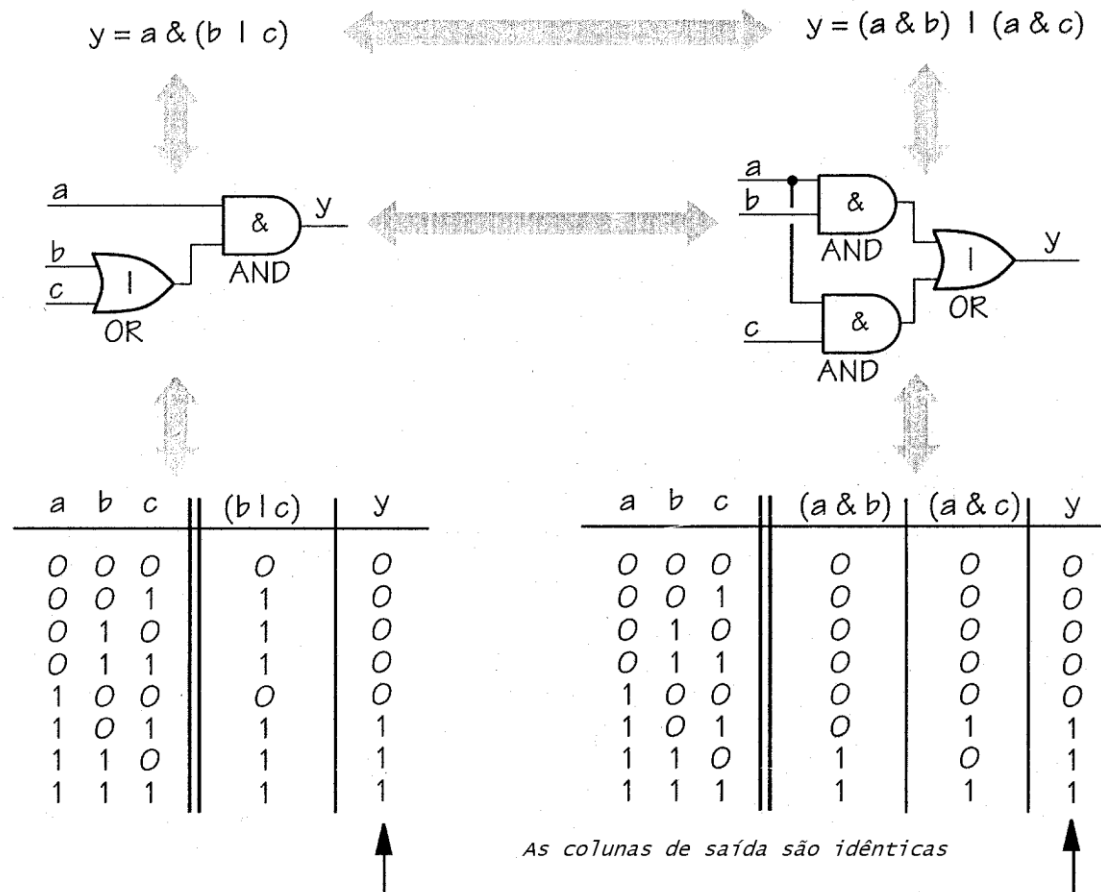 y = a & (b | c)
y = (a & b) | (a & c)
a
b
c
|
OR
&
AND
y
a
b
&
AND
c
&
AND
|
OR
y
a b c (b | c) y
0 0 0 0 0
0 0 1 1 0
0 1 0 1 0
0 1 1 1 0
1 0 0 0 0
1 0 1 1 1
1 1 0 1 1
1 1 1 1 1
a b c (a & b) (a & c) y
0 0 0 0 0 0
0 0 1 0 0 0
0 1 0 0 0 0
0 1 1 0 0 0
1 0 0 0 0 0
1 0 1 0 1 1
1 1 0 1 0 1
1 1 1 1 1 1
As colunas de saída são idênticas